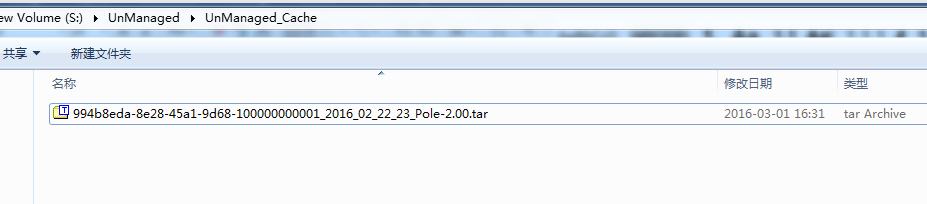 ew Volume (S:) ▸ UnManaged ▸ UnManaged_Cache
共享 ▼ 新建文件夹
名称 修改日期 类型
994b8eda-8e28-45a1-9d68-100000000001_2016_02_22_23_Pole-2.00.tar 2016-03-01 16:31 tar Archive